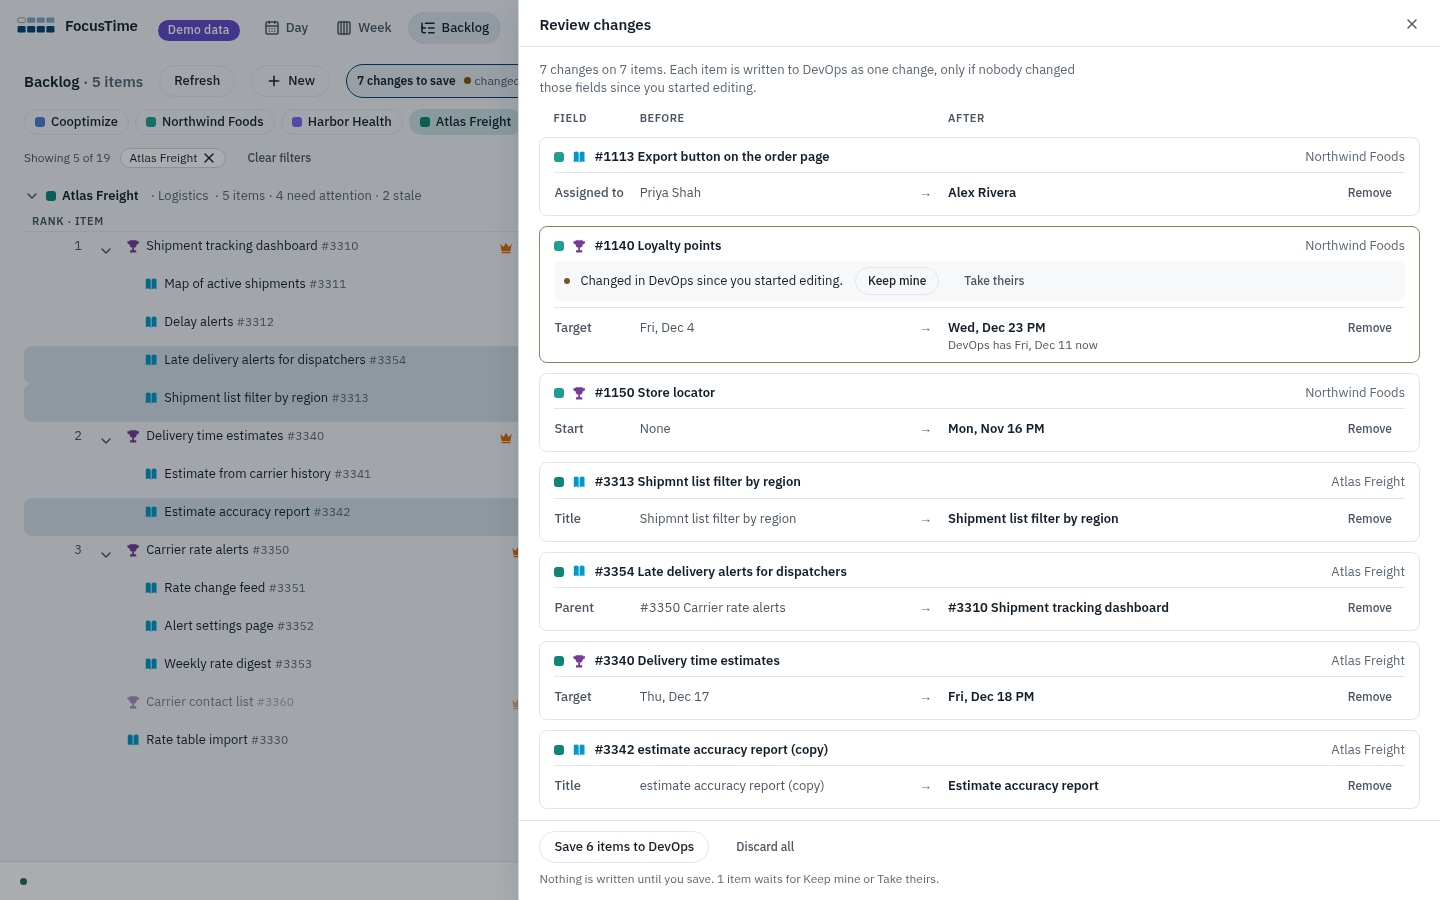 FocusTime
Demo data
Day
Week
Backlog
Backlog · 5 items
Refresh
New
7 changes to save
changed
Cooptimize
Northwind Foods
Harbor Health
Atlas Freight
Showing 5 of 19
Atlas Freight
Clear filters
Atlas Freight · Logistics · 5 items · 4 need attention · 2 stale
RANK · ITEM
1 Shipment tracking dashboard #3310
Map of active shipments #3311
Delay alerts #3312
Late delivery alerts for dispatchers #3354
Shipment list filter by region #3313
2 Delivery time estimates #3340
Estimate from carrier history #3341
Estimate accuracy report #3342
3 Carrier rate alerts #3350
Rate change feed #3351
Alert settings page #3352
Weekly rate digest #3353
Carrier contact list #3360
Rate table import #3330
Review changes
7 changes on 7 items. Each item is written to DevOps as one change, only if nobody changed
those fields since you started editing.
FIELD BEFORE AFTER
#1113 Export button on the order page Northwind Foods
Assigned to Priya Shah → Alex Rivera Remove
#1140 Loyalty points Northwind Foods
Changed in DevOps since you started editing. Keep mine Take theirs
Target Fri, Dec 4 → Wed, Dec 23 PM Remove
DevOps has Fri, Dec 11 now
#1150 Store locator Northwind Foods
Start None → Mon, Nov 16 PM Remove
#3313 Shipmnt list filter by region Atlas Freight
Title Shipmnt list filter by region → Shipment list filter by region Remove
#3354 Late delivery alerts for dispatchers Atlas Freight
Parent #3350 Carrier rate alerts → #3310 Shipment tracking dashboard Remove
#3340 Delivery time estimates Atlas Freight
Target Thu, Dec 17 → Fri, Dec 18 PM Remove
#3342 estimate accuracy report (copy) Atlas Freight
Title estimate accuracy report (copy) → Estimate accuracy report Remove
Save 6 items to DevOps
Discard all
Nothing is written until you save. 1 item waits for Keep mine or Take theirs.